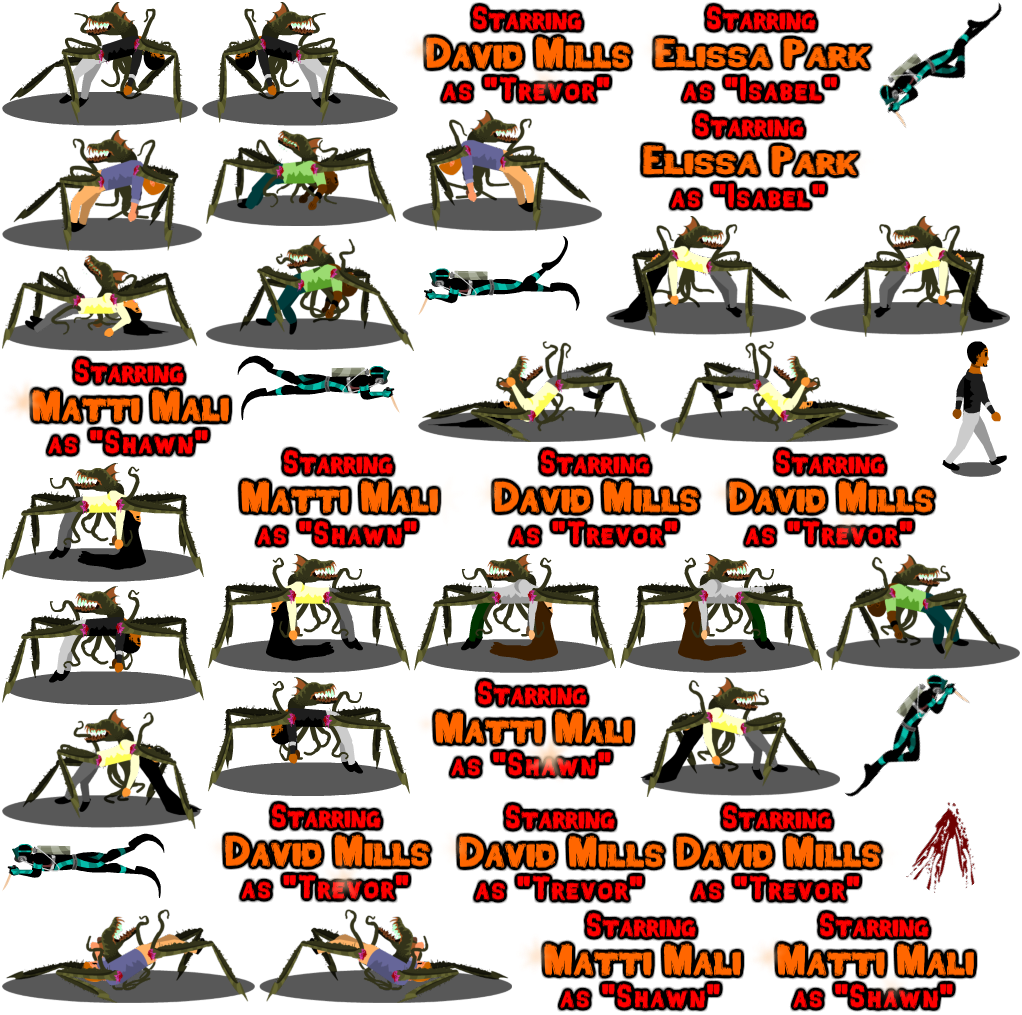 Starring
David Mills
as "Trevor"
Starring
Elissa Park
as "Isabel"
Starring
Elissa Park
as "Isabel"
Starring
Matti Mali
as "Shawn"
Starring
Matti Mali
as "Shawn"
Starring
David Mills
as "Trevor"
Starring
David Mills
as "Trevor"
Starring
Matti Mali
as "Shawn"
Starring
David Mills
as "Trevor"
Starring
David Mills
as "Trevor"
Starring
David Mills
as "Trevor"
Starring
Matti Mali
as "Shawn"
Starring
Matti Mali
as "Shawn"